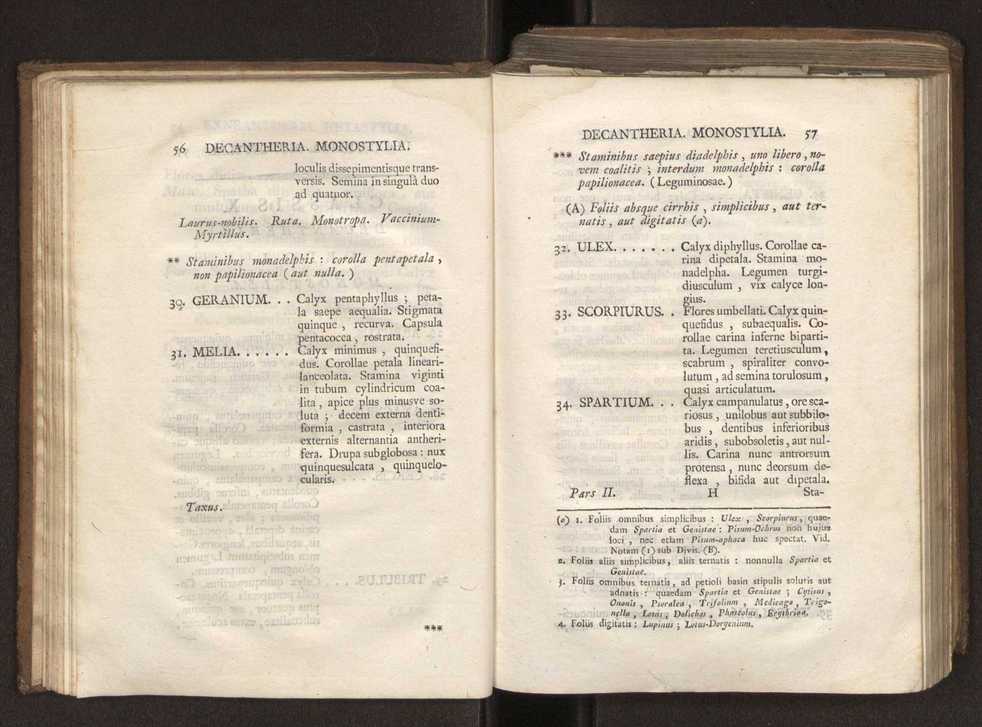 56 DECANTHERIA. MONOSTYLIA.
loculis dissepimentisque trans-
versis. Semina in singula duo
ad quatuor.
Laurus-nobilis. Ruta. Monotropa. Vaccinium-
Myrtillus.
** Staminibus monadelphis : corolla pentapetala ,
non papilionacea ( aut nulla. )
30. GERANIUM. . . Calyx pentaphyllus ; peta-
la saepe aequalia. Stigmata
quinque , recurva. Capsula
pentacocca , rostrata.
31. MELIA. . . . . . Calyx minimus , quinquefi-
dus. Corollae petala lineari-
lanceolata. Stamina viginti
in tubum cylindricum coa-
lita , apice plus minusve so-
luta ; decem externa denti-
formia , castrata , interiora
externis alternantia antheri-
fera. Drupa subglobosa : nux
quinquesulcata , quinquelo-
cularis.
Taxus.
***
DECANTHERIA. MONOSTYLIA. 57
*** Staminibus saepius diadelphis , uno libero , no-
vem coalitis ; interdum monadelphis : corolla
papilionacea. ( Leguminosae. )
(A) Foliis absque cirrhis , simplicibus , aut ter-
natis , aut digitatis (a).
32. ULEX. . . . . . . Calyx diphyllus. Corollae ca-
rina dipetala. Stamina mo-
nadelpha. Legumen turgi-
diusculum , vix calyce lon-
gius.
33. SCORPIURUS. . Flores umbellati. Calyx quin-
quefidus , subaequalis. Co-
rollae carina inferne biparti-
ta. Legumen teretiusculum ,
scabrum , spiraliter convo-
lutum , ad semina torulosum ,
quasi articulatum.
34. SPARTIUM. . . Calyx campanulatus , ore sca-
riosus , unilobus aut subbilo-
bus , dentibus inferioribus
aridis , subobsoletis , aut nul-
lis. Carina nunc antrorsum
protensa , nunc deorsum de-
flexa , bifida aut dipetala.
Pars II. H Sta-
(a) 1. Foliis omnibus simplicibus : Ulex , Scorpiurus , quae-
dam Spartia et Genistae : Pisum-Ochrus non hujus
loci , nec etiam Pisum-aphaca huc spectat. Vid.
Notam (1) sub Divis. (B).
2. Foliis aliis simplicibus , aliis ternatis : nonnulla Spartia et
Genistae.
3. Foliis omnibus ternatis , ad petioli basin stipulis solutis aut
adnatis : quaedam Spartia et Genistae ; Cytisus ,
Ononis , Psoralea , Trifolium , Medicago , Trigo-
nella , Lotus , Dolichos , Phaseolus , Erythrina.
4. Foliis digitatis : Lupinus ; Lotus-Dorycnium.